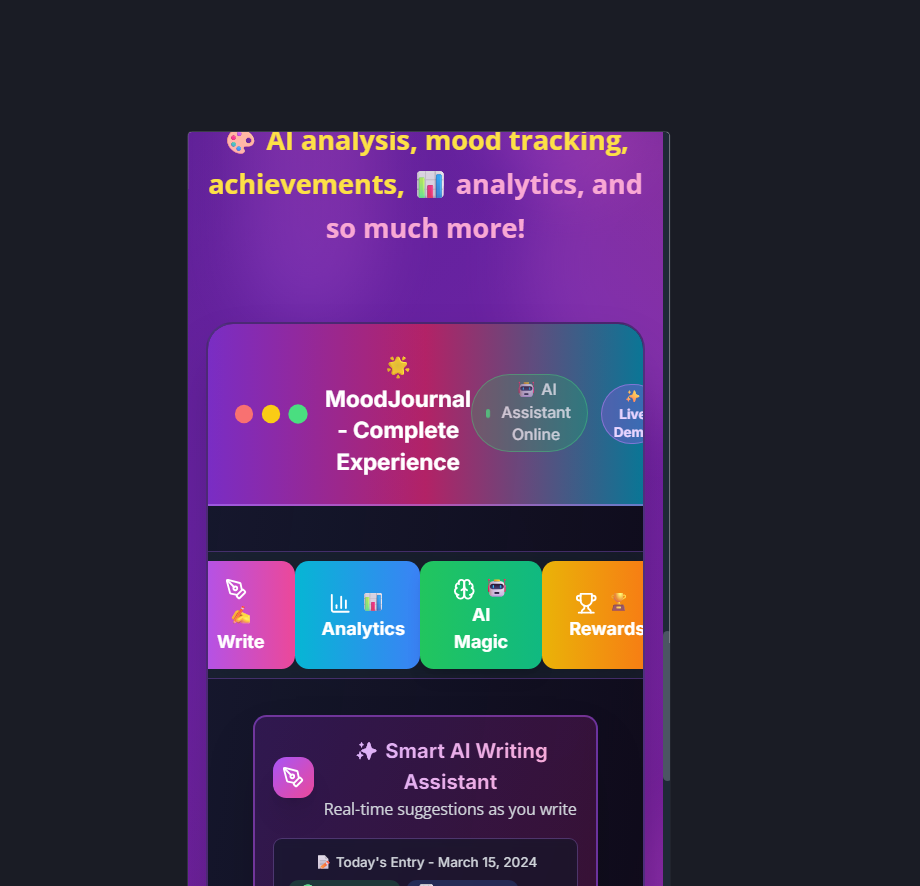 🎨 AI analysis, mood tracking,
achievements, 📊 analytics, and
so much more!
🌟
MoodJournal
- Complete
Experience
🤖 AI
Assistant
Online
✨
Live
Dem
✍️
Write
📊
Analytics
🤖
AI
Magic
🏆
Rewards
✨ Smart AI Writing
Assistant
Real-time suggestions as you write
📝 Today's Entry - March 15, 2024